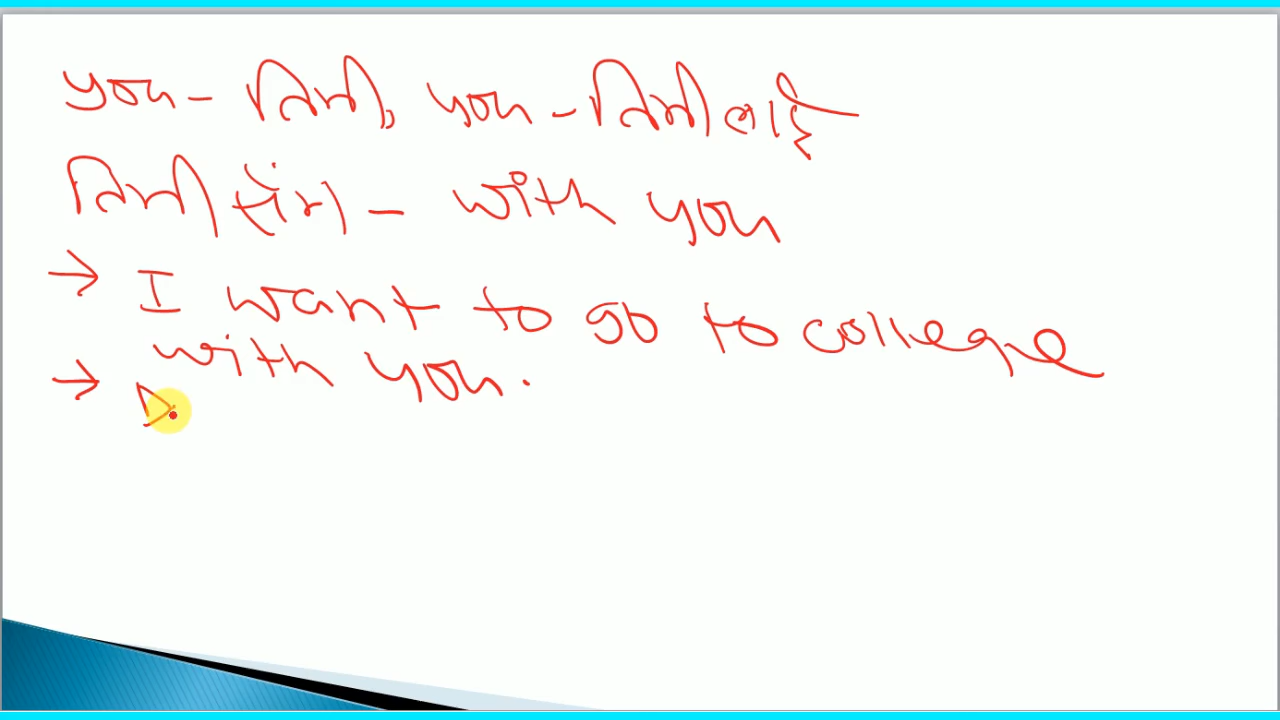 you - तिमी, you - तिमीलाई
तिमीसँग - with you
→ I want to go to college
with you.
→ D